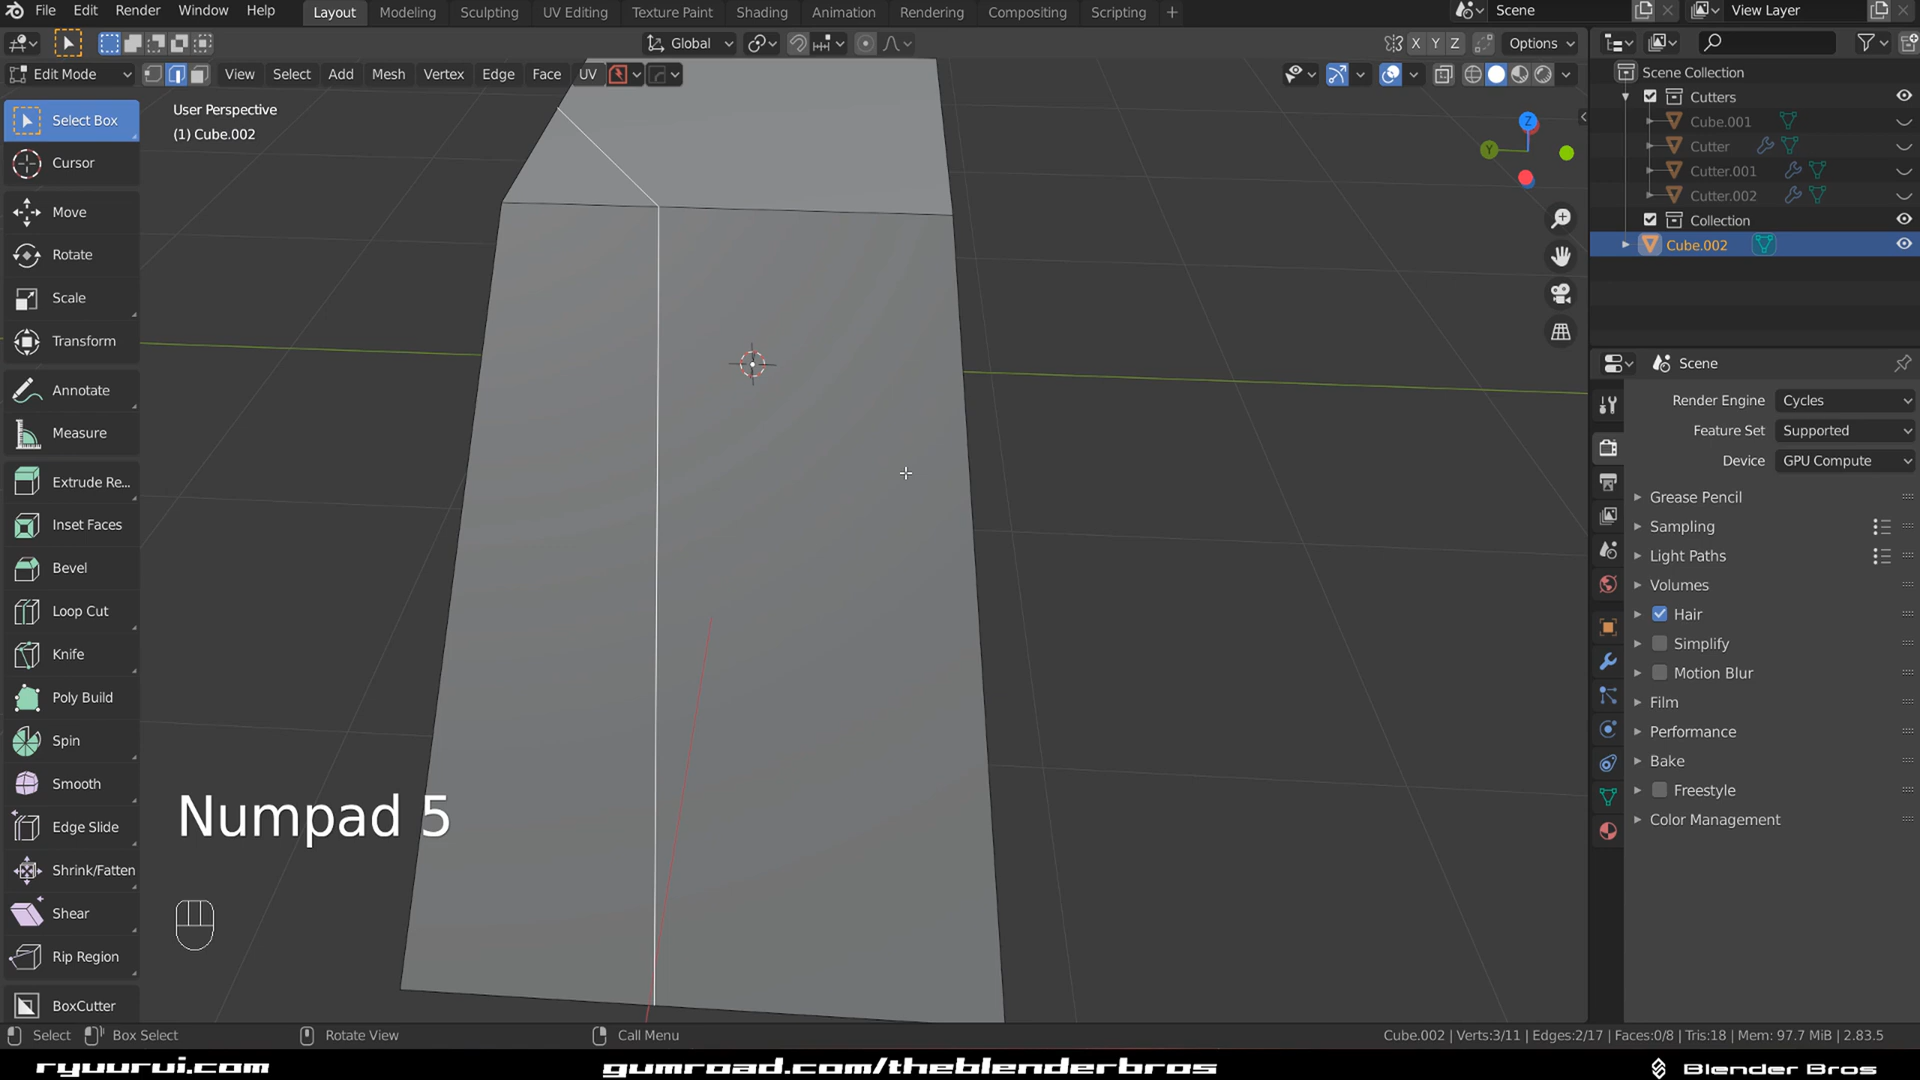 File Edit Render Window Help Layout Modeling Sculpting UV Editing Texture Paint Shading Animation Rendering Compositing Scripting + Scene View Layer
Global X Y Z Options
Edit Mode View Select Add Mesh Vertex Edge Face UV
User Perspective
(1) Cube.002
Select Box
Cursor
Move
Rotate
Scale
Transform
Annotate
Measure
Extrude Re...
Inset Faces
Bevel
Loop Cut
Knife
Poly Build
Spin
Smooth
Edge Slide
Shrink/Fatten
Shear
Rip Region
BoxCutter
Z
Y
Numpad 5
Scene Collection
Cutters
Cube.001
Cutter
Cutter.001
Cutter.002
Collection
Cube.002
Scene
Render Engine Cycles
Feature Set Supported
Device GPU Compute
Grease Pencil
Sampling
Light Paths
Volumes
Hair
Simplify
Motion Blur
Film
Performance
Bake
Freestyle
Color Management
Select Box Select Rotate View Call Menu Cube.002 | Verts:3/11 | Edges:2/17 | Faces:0/8 | Tris:18 | Mem: 97.7 MiB | 2.83.5
ryuurui.com gumroad.com/theblenderbros Blender Bros